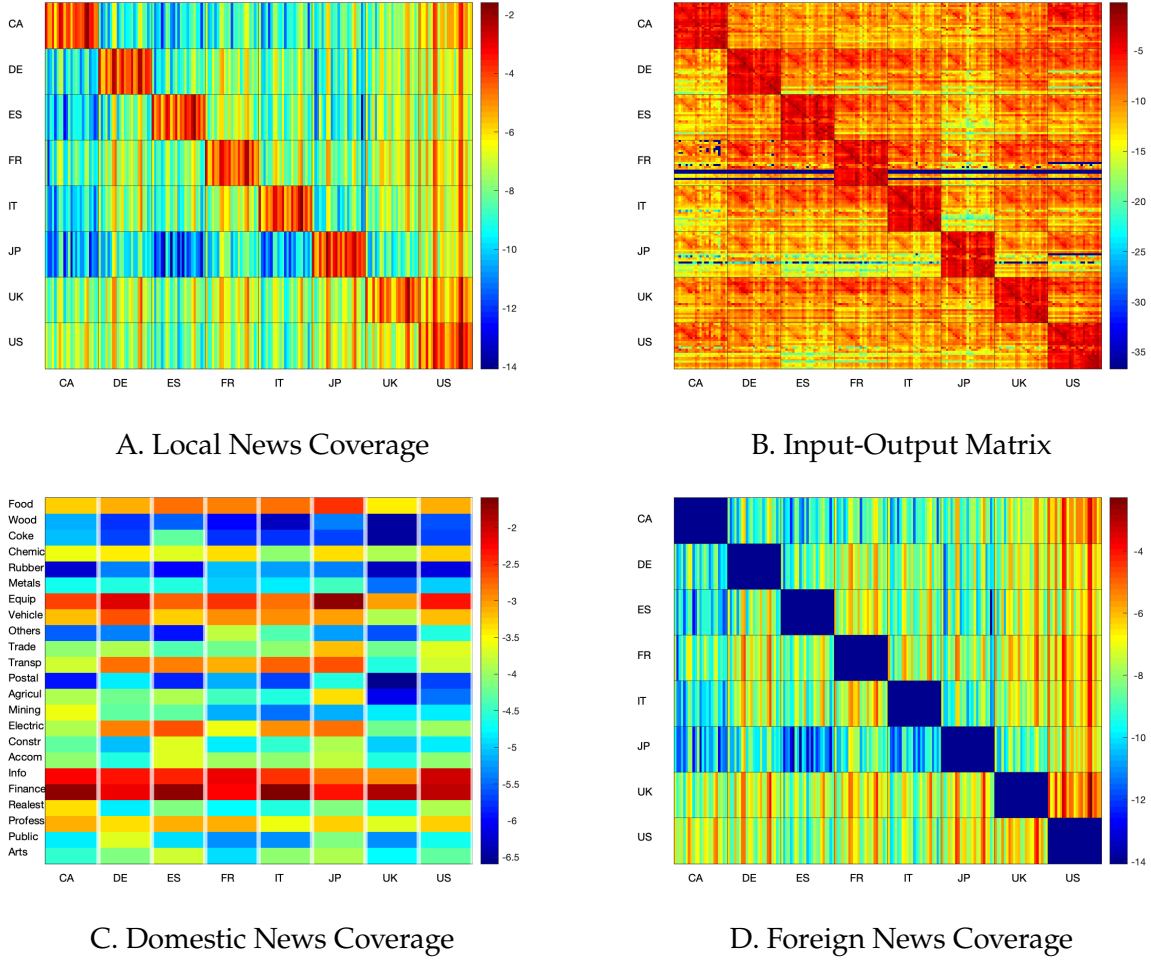 CA
DE
ES
FR
IT
JP
UK
US
CA DE ES FR IT JP UK US
-2
-4
-6
-8
-10
-12
-14
A. Local News Coverage
CA
DE
ES
FR
IT
JP
UK
US
CA DE ES FR IT JP UK US
-5
-10
-15
-20
-25
-30
-35
B. Input-Output Matrix
Food
Wood
Coke
Chemic
Rubber
Metals
Equip
Vehicle
Others
Trade
Transp
Postal
Agricul
Mining
Electric
Constr
Accom
Info
Finance
Realest
Profess
Public
Arts
CA DE ES FR IT JP UK US
-2
-2.5
-3
-3.5
-4
-4.5
-5
-5.5
-6
-6.5
C. Domestic News Coverage
CA
DE
ES
FR
IT
JP
UK
US
CA DE ES FR IT JP UK US
-4
-6
-8
-10
-12
-14
D. Foreign News Coverage